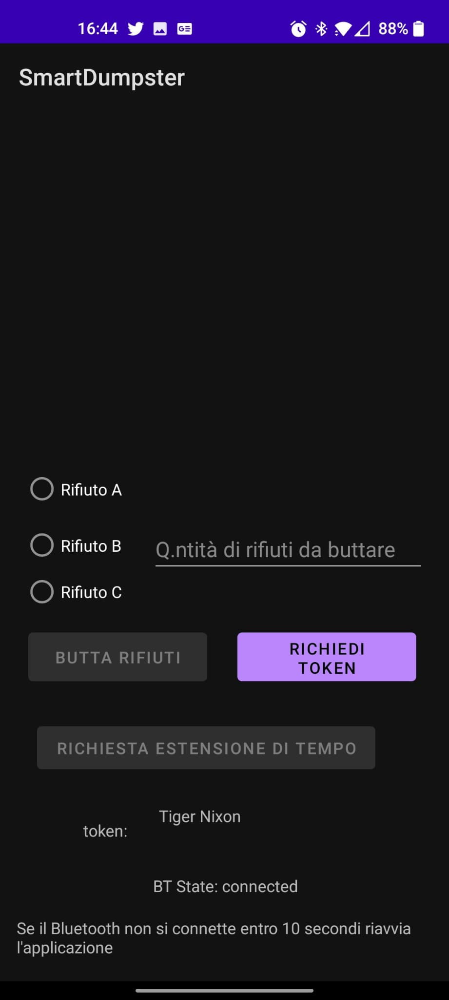 16:44
88%
SmartDumpster
Rifiuto A
Rifiuto B
Q.ntità di rifiuti da buttare
Rifiuto C
BUTTA RIFIUTI
RICHIEDI
TOKEN
RICHIESTA ESTENSIONE DI TEMPO
Tiger Nixon
token:
BT State: connected
Se il Bluetooth non si connette entro 10 secondi riavvia
l'applicazione